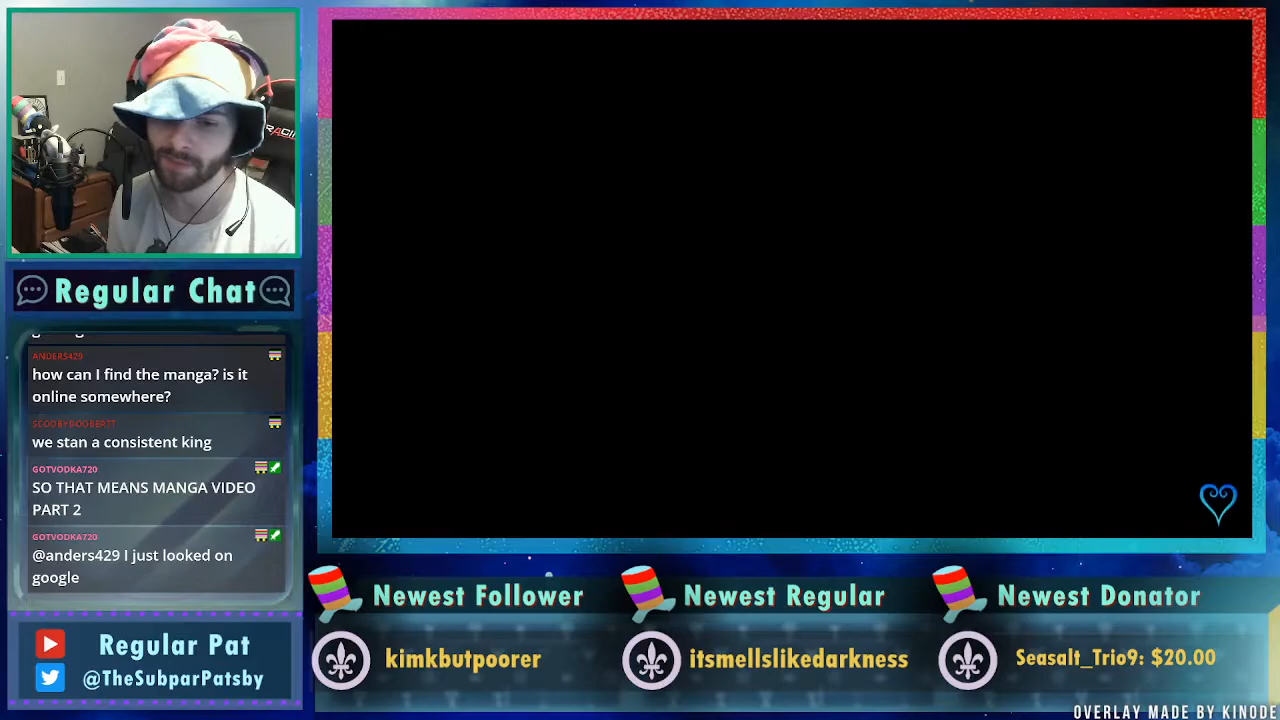 Regular Chat
ANDERS429
how can I find the manga? is it
online somewhere?
SCOOBYDOOBERTT
we stan a consistent king
GOTVODKA720
SO THAT MEANS MANGA VIDEO
PART 2
GOTVODKA720
@anders429 I just looked on
google
Regular Pat
@TheSubparPatsby
Newest Follower
kimkbutpoorer
Newest Regular
itsmellslikedarkness
Newest Donator
Seasalt_Trio9: $20.00
OVERLAY MADE BY KINODE